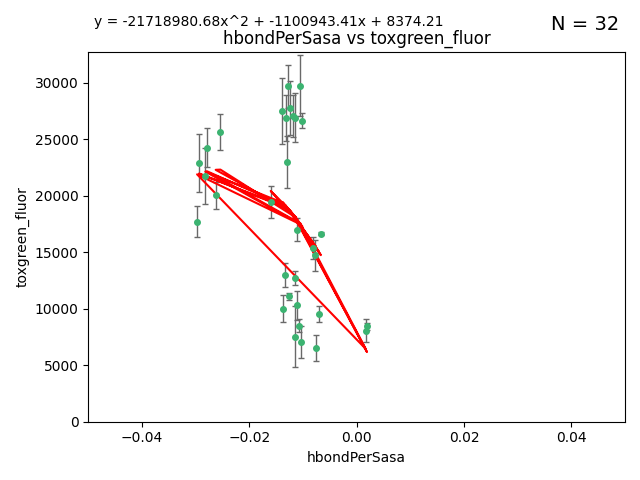 y = -21718980.68x^2 + -1100943.41x + 8374.21
N = 32
hbondPerSasa vs toxgreen_fluor
30000
25000
20000
15000
10000
5000
0
toxgreen_fluor
−0.04
−0.02
0.00
0.02
0.04
hbondPerSasa